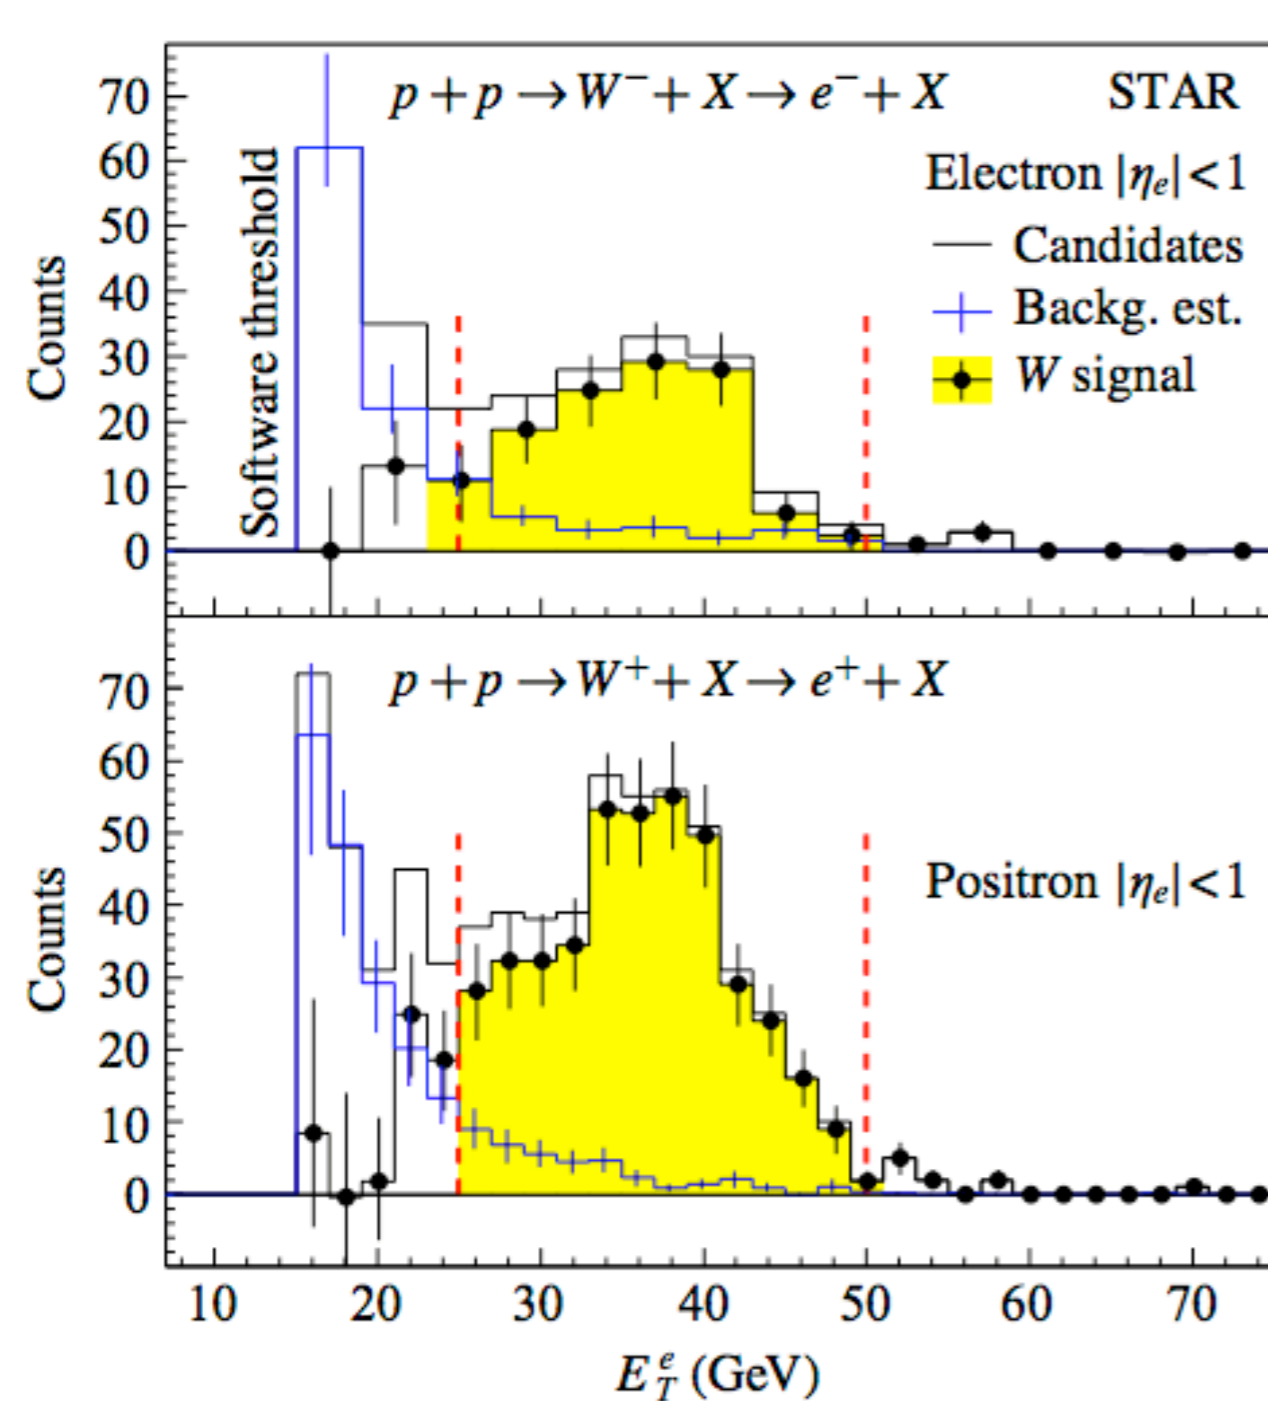 p + p → W⁻ + X → e⁻ + X
STAR
Electron |ηₑ| < 1
Candidates
Backg. est.
W signal
Software threshold
Counts
70
60
50
40
30
20
10
0
p + p → W⁺ + X → e⁺ + X
Positron |ηₑ| < 1
Counts
70
60
50
40
30
20
10
0
10 20 30 40 50 60 70
E_T^e (GeV)